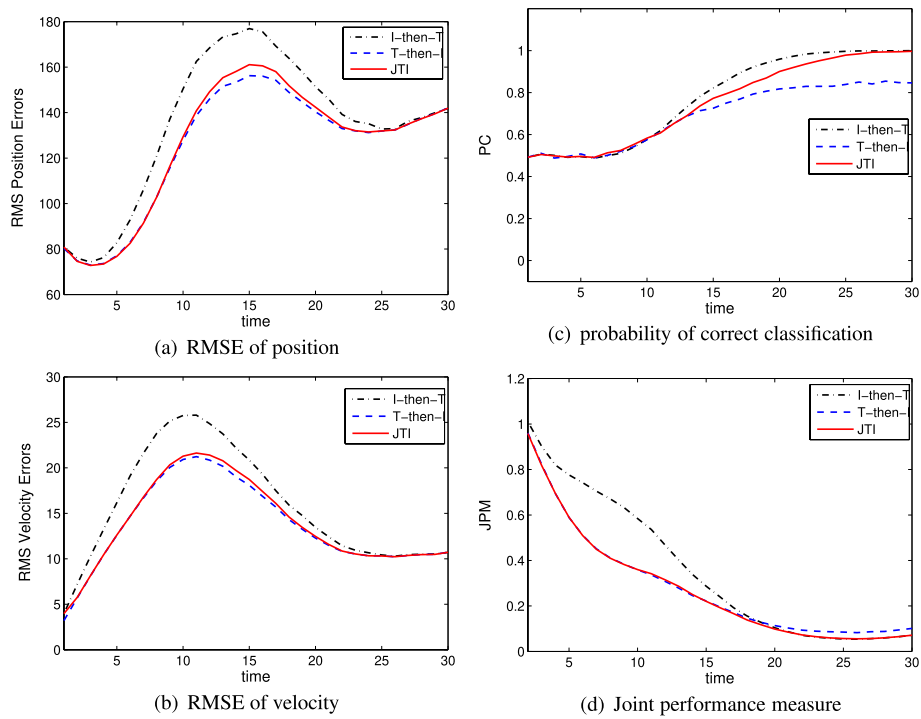 180
160
140
120
100
80
60
RMS Position Errors
I-then-T
T-then-I
JTI
5 10 15 20 25 30
time
(a) RMSE of position
30
25
20
15
10
5
0
RMS Velocity Errors
I-then-T
T-then-I
JTI
5 10 15 20 25 30
time
(b) RMSE of velocity
1
0.8
0.6
0.4
0.2
0
PC
I-then-T
T-then-I
JTI
5 10 15 20 25 30
time
(c) probability of correct classification
1.2
1
0.8
0.6
0.4
0.2
0
JPM
I-then-T
T-then-I
JTI
5 10 15 20 25 30
time
(d) Joint performance measure